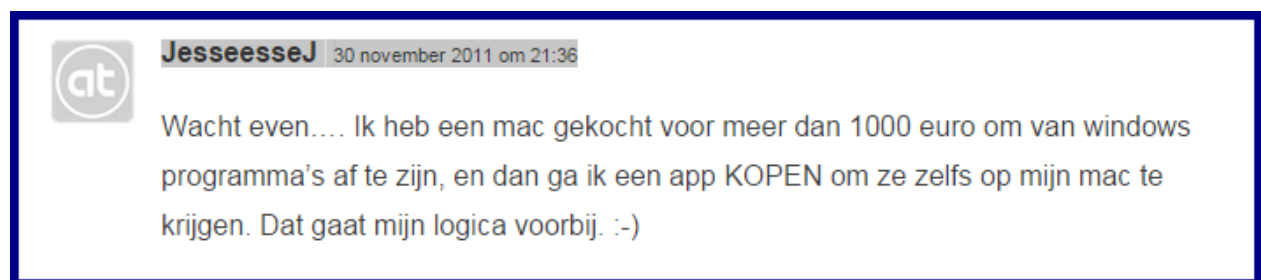 JesseesseJ 30 november 2011 om 21:36
at
Wacht even.... Ik heb een mac gekocht voor meer dan 1000 euro om van windows
programma's af te zijn, en dan ga ik een app KOPEN om ze zelfs op mijn mac te
krijgen. Dat gaat mijn logica voorbij. :-)